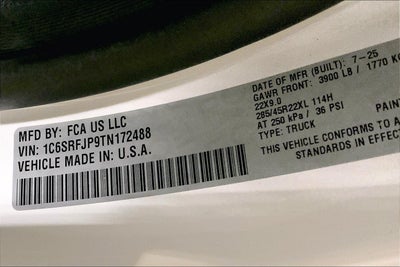 MFD BY: FCA US LLC
VIN: 1C6SRFJP9TN172488
VEHICLE MADE IN: U.S.A.
DATE OF MFR (BUILT): 7-25
GAWR FRONT: 3900 LB / 1770 KG
22X9.0
285/45R22XL 114H
AT 250 kPa / 36 PSI
TYPE: TRUCK
PAIN
THIS VEHICLE CONFORMS TO A
STANDARDS IN EFFECT